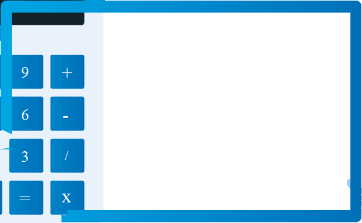 9 +
6 -
3 /
= x